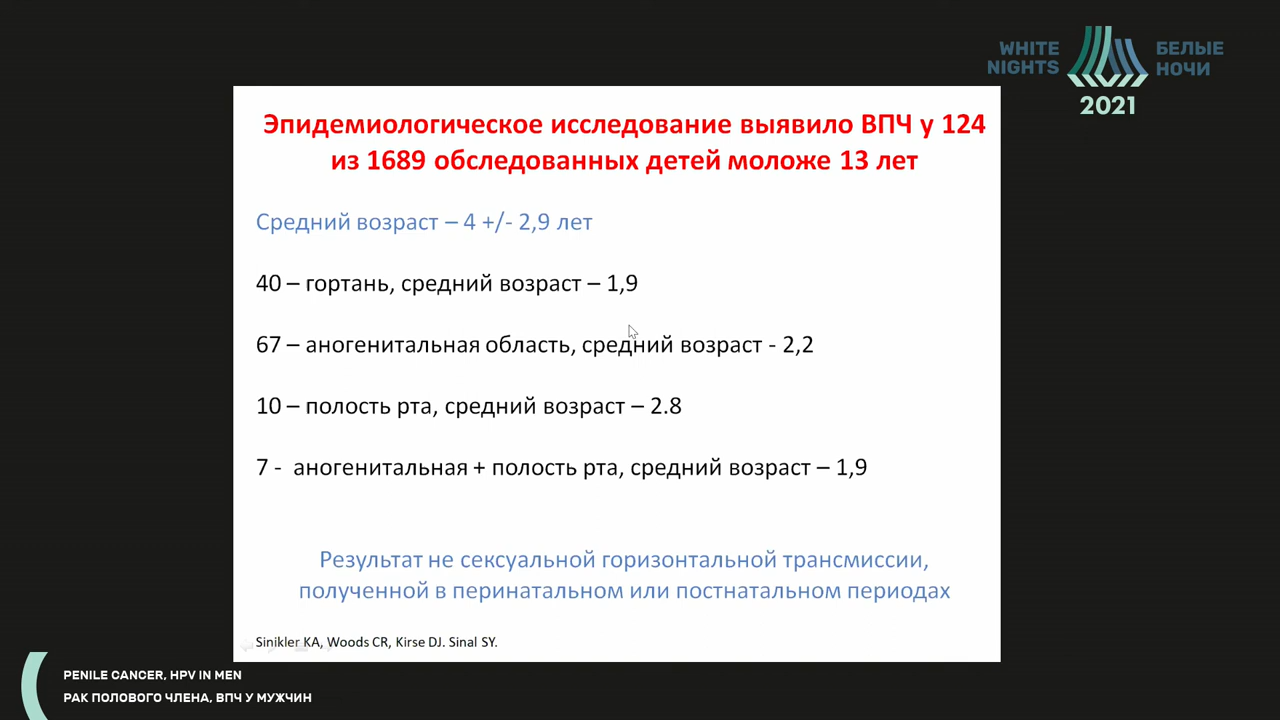 WHITE
NIGHTS
БЕЛЫЕ
НОЧИ
2021
Эпидемиологическое исследование выявило ВПЧ у 124
из 1689 обследованных детей моложе 13 лет
Средний возраст – 4 +/- 2,9 лет
40 – гортань, средний возраст – 1,9
67 – аногенитальная область, средний возраст - 2,2
10 – полость рта, средний возраст – 2.8
7 - аногенитальная + полость рта, средний возраст – 1,9
Результат не сексуальной горизонтальной трансмиссии,
полученной в перинатальном или постнатальном периодах
Sinikler KA, Woods CR, Kirse DJ. Sinal SY.
PENILE CANCER, HPV IN MEN
РАК ПОЛОВОГО ЧЛЕНА, ВПЧ У МУЖЧИН